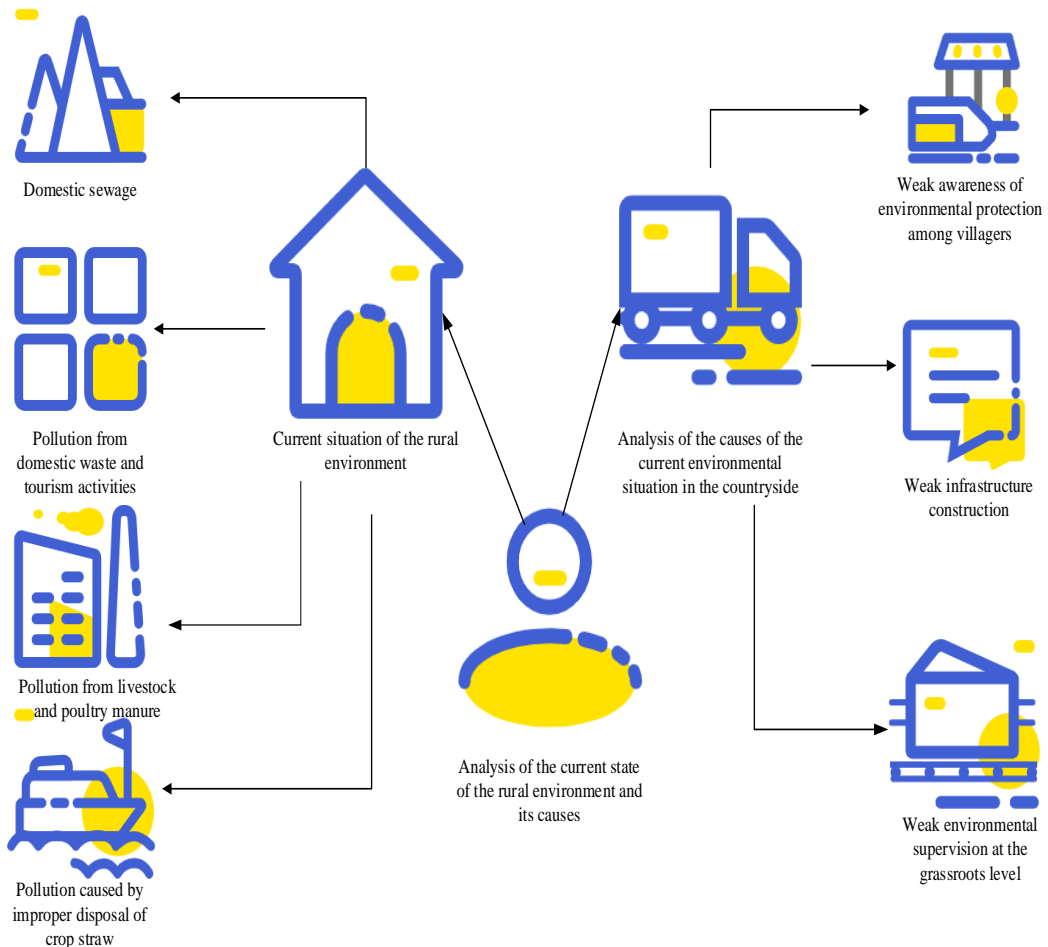 Domestic sewage
Pollution from
domestic waste and
tourism activities
Pollution from livestock
and poultry manure
Pollution caused by
improper disposal of
crop straw
Current situation of the rural
environment
Analysis of the current state
of the rural environment and
its causes
Analysis of the causes of the
current environmental
situation in the countryside
Weak awareness of
environmental protection
among villagers
Weak infrastructure
construction
Weak environmental
supervision at the
grassroots level